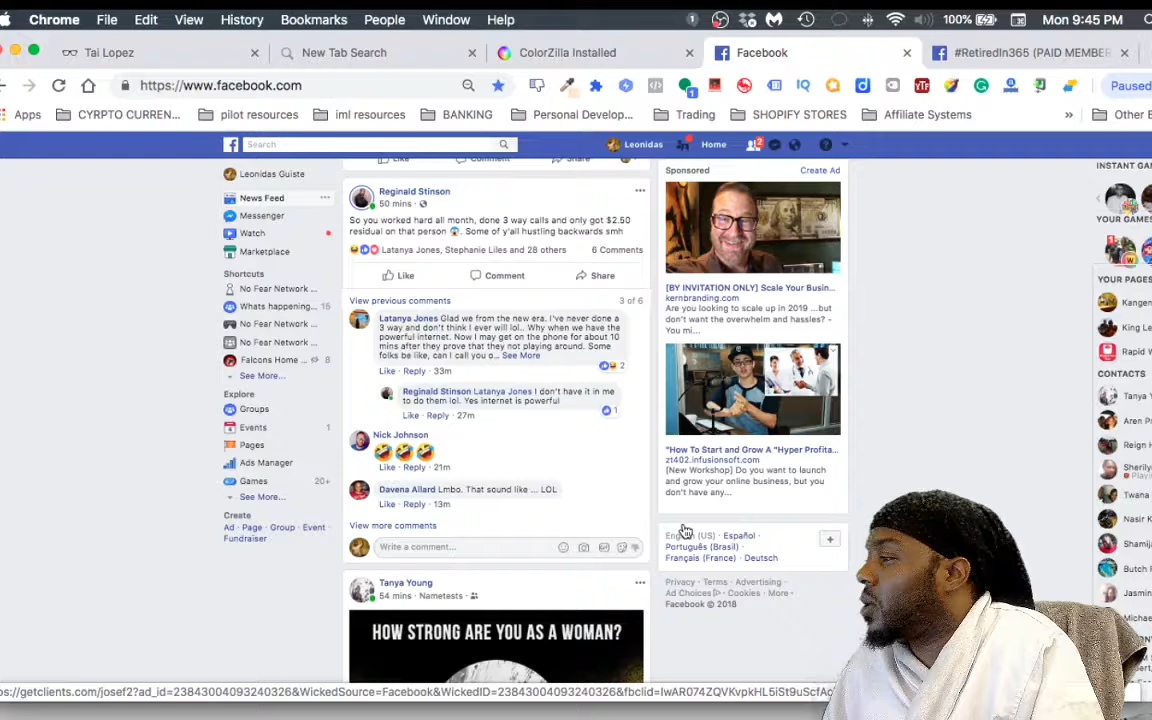 Chrome File Edit View History Bookmarks People Window Help 1 100% Mon 9:45 PM
Tai Lopez New Tab Search ColorZilla Installed Facebook #RetiredIn365 (PAID MEMBER
https://www.facebook.com Paused
Apps CYRPTO CURREN... pilot resources iml resources BANKING Personal Develop... Trading SHOPIFY STORES Affiliate Systems » Other B
Search Leonidas Home 2
Leonidas Guiste
News Feed
Messenger
Watch
Marketplace
Shortcuts
No Fear Network ...
Whats happening... 15
No Fear Network ...
No Fear Network ...
Falcons Home ... 8
See More...
Explore
Groups
Events 1
Pages
Ads Manager
Games 20+
See More...
Create
Ad · Page · Group · Event ·
Fundraiser
Like Comment Share
Reginald Stinson
50 mins ·
So you worked hard all month, done 3 way calls and only got $2.50
residual on that person 😱. Some of y'all hustling backwards smh
Latanya Jones, Stephanie Liles and 28 others 6 Comments
Like Comment Share
View previous comments 3 of 6
Latanya Jones Glad we from the new era. I've never done a
3 way and don't think I ever will lol.. Why when we have the
powerful internet. Now I may get on the phone for about 10
mins after they prove that they not playing around. Some
folks be like, can I call you o... See More
2
Like · Reply · 33m
Reginald Stinson Latanya Jones I don't have it in me
to do them lol. Yes internet is powerful
1
Like · Reply · 27m
Nick Johnson
🤣🤣🤣
Like · Reply · 21m
Davena Allard Lmbo. That sound like ... LOL
Like · Reply · 13m
View more comments
Write a comment...
Tanya Young
54 mins · Nametests ·
HOW STRONG ARE YOU AS A WOMAN?
Sponsored Create Ad
[BY INVITATION ONLY] Scale Your Busin...
kernbranding.com
Are you looking to scale up in 2019 ...but
don't want the overwhelm and hassles? -
You mi...
"How To Start and Grow A "Hyper Profita...
zt402.infusionsoft.com
[New Workshop] Do you want to launch
and grow your online business, but you
don't have any...
English (US) · Español ·
Português (Brasil) ·
Français (France) · Deutsch
Privacy · Terms · Advertising ·
Ad Choices · Cookies · More ·
Facebook © 2018
INSTANT GA
YOUR GAMES
YOUR PAGES
Kangen
King Le
Rapid W
CONTACTS
Tanya Y
Aren P
Reign H
Sherily
Playi
Twana
Nasir K
Shamij
Butch F
Jasmin
Michae
ps://getclients.com/josef2?ad_id=23843004093240326&WickedSource=Facebook&WickedID=23843004093240326&fbclid=IwAR074ZQVKvpkHL5iSt9uScfAc